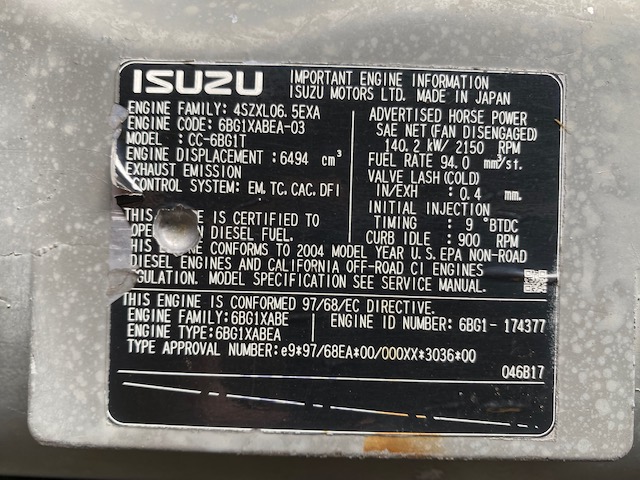 ISUZU
IMPORTANT ENGINE INFORMATION
ISUZU MOTORS LTD. MADE IN JAPAN
ENGINE FAMILY: 4SZXL06.5EXA
ENGINE CODE: 6BG1XABEA-03
MODEL : CC-6BG1T
ENGINE DISPLACEMENT: 6494 cm³
EXHAUST EMISSION
CONTROL SYSTEM: EM, TC, CAC, DFI
THIS ENGINE IS CERTIFIED TO
OPERATE ON DIESEL FUEL.
ADVERTISED HORSE POWER
SAE NET (FAN DISENGAGED)
140.2 kW/ 2150 RPM
FUEL RATE 94.0 mm³/st.
VALVE LASH (COLD)
IN/EXH : 0.4 mm.
INITIAL INJECTION
TIMING : 9 °BTDC
CURB IDLE : 900 RPM
THIS ENGINE CONFORMS TO 2004 MODEL YEAR U.S. EPA NON-ROAD
DIESEL ENGINES AND CALIFORNIA OFF-ROAD CI ENGINES
REGULATION. MODEL SPECIFICATION SEE SERVICE MANUAL.
THIS ENGINE IS CONFORMED 97/68/EC DIRECTIVE.
ENGINE FAMILY: 6BG1XABE
ENGINE TYPE: 6BG1XABEA
ENGINE ID NUMBER: 6BG1- 174377
TYPE APPROVAL NUMBER: e9*97/68EA*00/000XX*3036*00
046B17